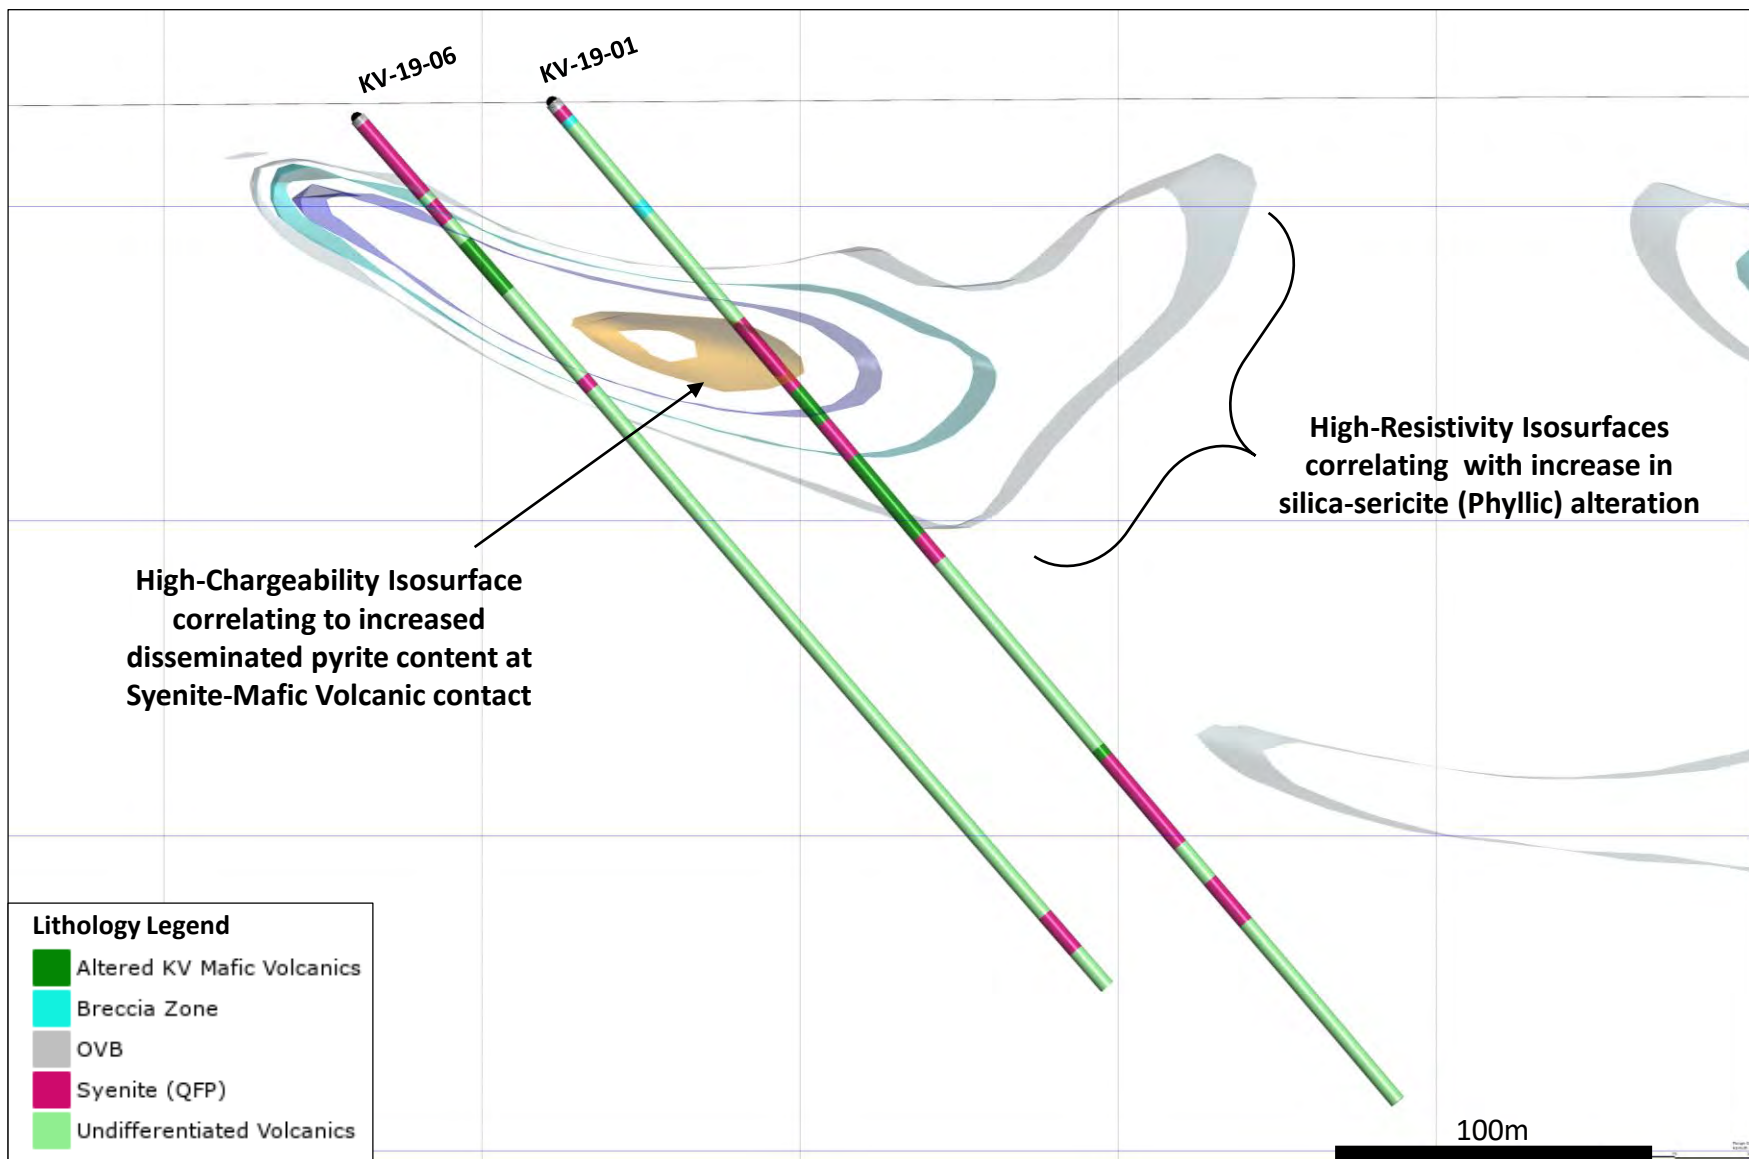 KV-19-06
KV-19-01
High-Resistivity Isosurfaces
correlating with increase in
silica-sericite (Phyllic) alteration
High-Chargeability Isosurface
correlating to increased
disseminated pyrite content at
Syenite-Mafic Volcanic contact
Lithology Legend
Altered KV Mafic Volcanics
Breccia Zone
OVB
Syenite (QFP)
Undifferentiated Volcanics
100m